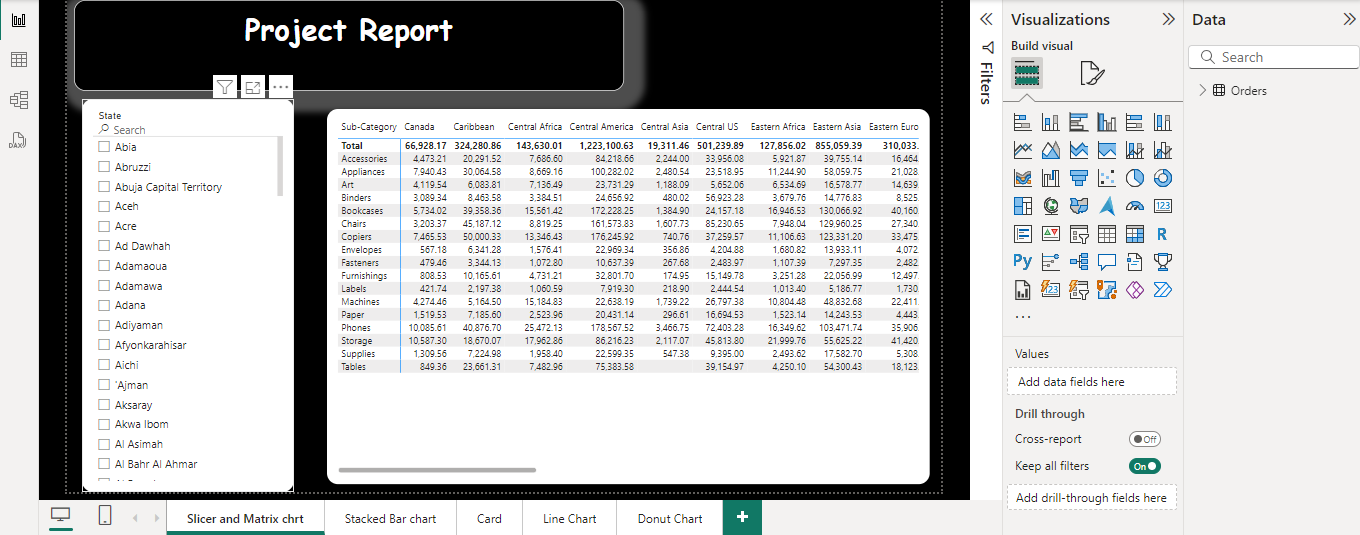 Project Report
State
Search
Abia
Abruzzi
Abuja Capital Territory
Aceh
Acre
Ad Dawhah
Adamaoua
Adamawa
Adana
Adiyaman
Afyonkarahisar
Aichi
'Ajman
Aksaray
Akwa Ibom
Al Asimah
Al Bahr Al Ahmar
Sub-Category Canada Caribbean Central Africa Central America Central Asia Central US Eastern Africa Eastern Asia Eastern Euro
Total 66,928.17 324,280.86 143,630.01 1,223,100.63 19,311.46 501,239.89 127,856.02 855,059.39 310,033.
Accessories 4,473.21 20,291.52 7,686.60 84,218.66 2,244.00 33,956.08 5,921.87 39,755.14 16,464.
Appliances 7,940.43 30,064.58 8,669.16 100,282.02 2,480.54 23,518.95 11,244.90 58,059.75 21,028.
Art 4,119.54 6,083.81 7,136.49 23,731.29 1,188.09 5,652.06 6,534.69 16,578.77 14,639.
Binders 3,089.34 8,463.58 3,384.51 24,656.92 480.02 56,923.28 3,679.76 14,776.83 8,525.
Bookcases 5,734.02 39,358.36 15,561.42 172,228.25 1,384.90 24,157.18 16,946.53 130,066.92 40,160.
Chairs 3,203.37 45,187.12 8,819.25 161,573.83 1,607.73 85,230.65 7,948.04 129,960.25 27,340.
Copiers 7,465.53 50,000.33 13,346.43 176,245.92 740.76 37,259.57 11,106.63 123,331.20 33,475.
Envelopes 567.18 6,341.28 1,576.41 22,969.34 356.86 4,204.88 1,680.82 13,933.11 4,072.
Fasteners 479.46 3,344.13 1,072.80 10,637.39 267.68 2,483.97 1,107.39 7,297.35 2,482.
Furnishings 808.53 10,165.61 4,731.21 32,801.70 174.95 15,149.78 3,251.28 22,056.99 12,497.
Labels 421.74 2,197.38 1,060.59 7,919.30 218.90 2,444.54 1,013.40 5,186.77 1,730.
Machines 4,274.46 5,164.50 15,184.83 22,638.19 1,739.22 26,797.38 10,804.48 48,832.68 22,411.
Paper 1,519.53 7,185.60 2,523.96 20,431.14 296.61 16,694.53 1,523.14 14,243.53 4,443.
Phones 10,085.61 40,876.70 25,472.13 178,567.52 3,466.75 72,403.28 16,349.62 103,471.74 35,906.
Storage 10,587.30 18,670.07 17,962.86 86,216.23 2,117.07 45,813.80 21,999.76 55,625.22 41,420.
Supplies 1,309.56 7,224.98 1,958.40 22,599.35 547.38 9,395.00 2,493.62 17,582.70 5,308.
Tables 849.36 23,661.31 7,482.96 75,383.58 39,154.97 4,250.10 54,300.43 18,123.
Filters
Visualizations
Build visual
123
R
Py
123
Values
Add data fields here
Drill through
Cross-report Off
Keep all filters On
Add drill-through fields here
Data
Search
Orders
DAX
Slicer and Matrix chrt Stacked Bar chart Card Line Chart Donut Chart